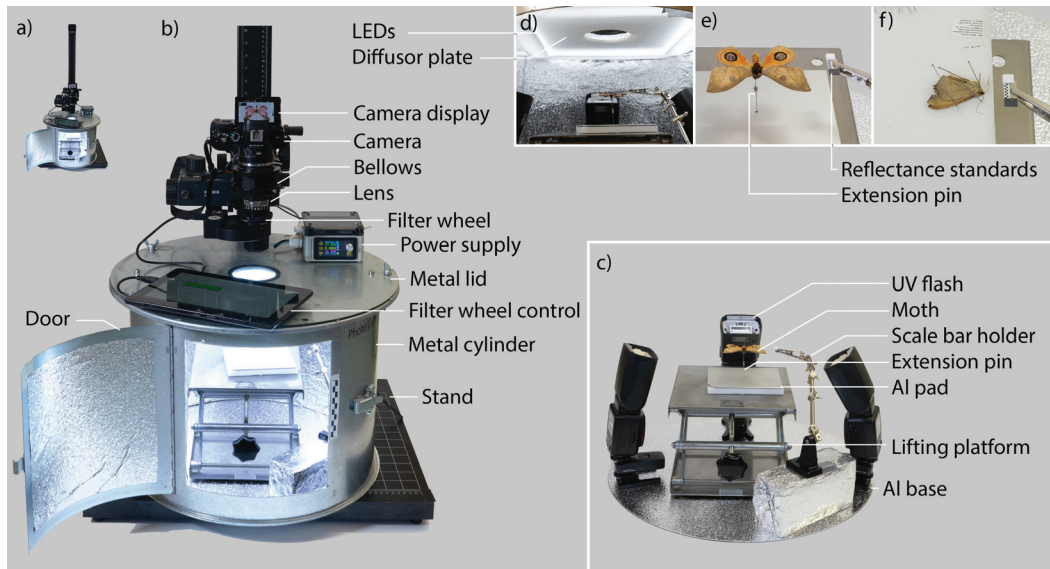 a)
b)
LEDs
Diffusor plate
Camera display
Camera
Bellows
Lens
Filter wheel
Power supply
Metal lid
Filter wheel control
Door
Metal cylinder
Stand
d)
e)
f)
Reflectance standards
Extension pin
c)
UV flash
Moth
Scale bar holder
Extension pin
Al pad
Lifting platform
Al base